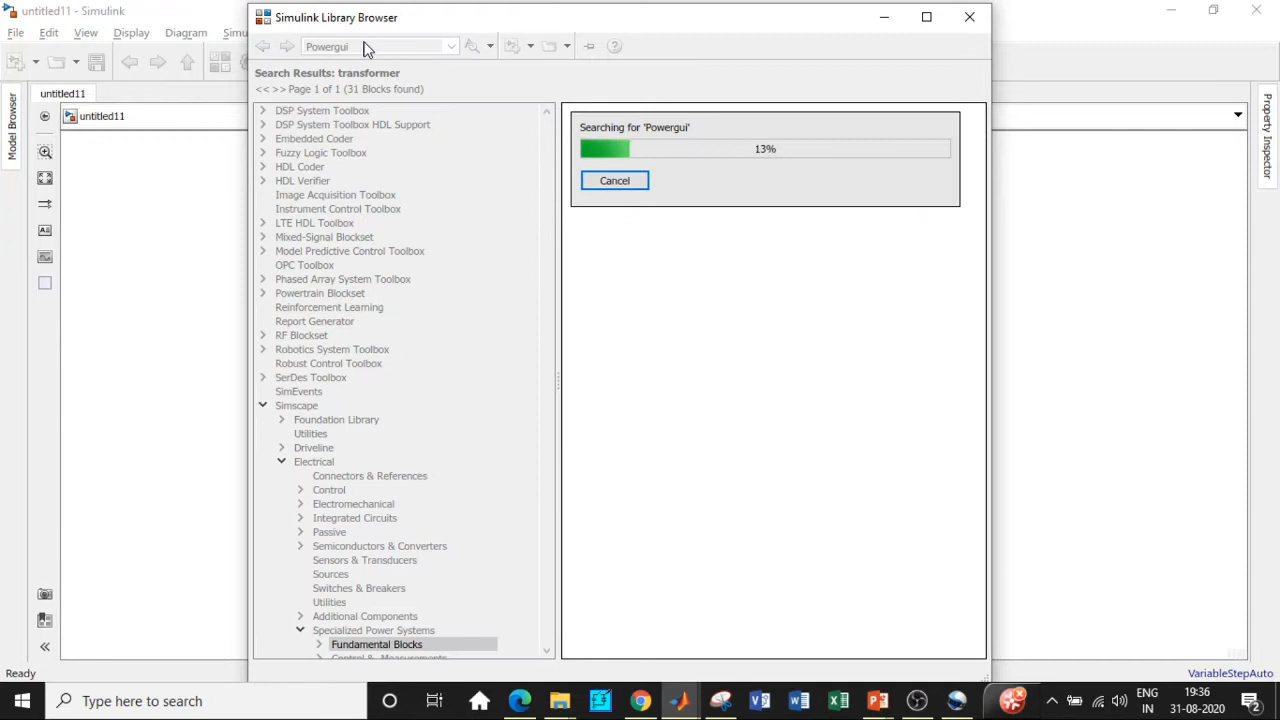 untitled11 - Simulink
Simulink Library Browser
File Edit View Display Diagram Simu
Powergui
Search Results: transformer
<< >> Page 1 of 1 (31 Blocks found)
untitled11
untitled11
Model Browser
Property Inspector
DSP System Toolbox
DSP System Toolbox HDL Support
Embedded Coder
Fuzzy Logic Toolbox
HDL Coder
HDL Verifier
Image Acquisition Toolbox
Instrument Control Toolbox
LTE HDL Toolbox
Mixed-Signal Blockset
Model Predictive Control Toolbox
OPC Toolbox
Phased Array System Toolbox
Powertrain Blockset
Reinforcement Learning
Report Generator
RF Blockset
Robotics System Toolbox
Robust Control Toolbox
SerDes Toolbox
SimEvents
Simscape
Foundation Library
Utilities
Driveline
Electrical
Connectors & References
Control
Electromechanical
Integrated Circuits
Passive
Semiconductors & Converters
Sensors & Transducers
Sources
Switches & Breakers
Utilities
Additional Components
Specialized Power Systems
Fundamental Blocks
Control & Measurements
Searching for 'Powergui'
13%
Cancel
Ready
VariableStepAuto
Type here to search
ENG
IN
19:36
31-08-2020
2